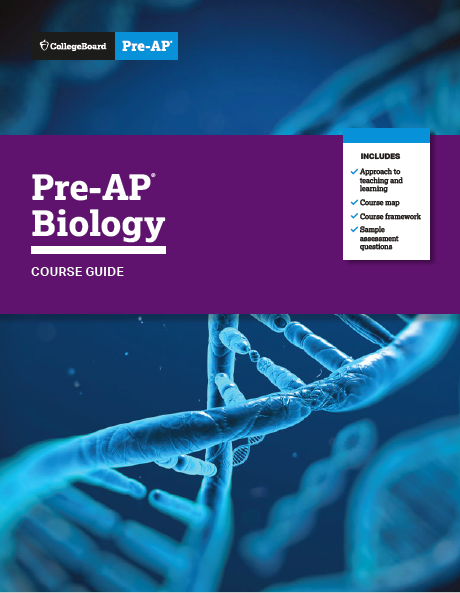 CollegeBoard
Pre-AP®
INCLUDES
Approach to
teaching and
learning
Course map
Course framework
Sample
assessment
questions
Pre-AP®
Biology
COURSE GUIDE